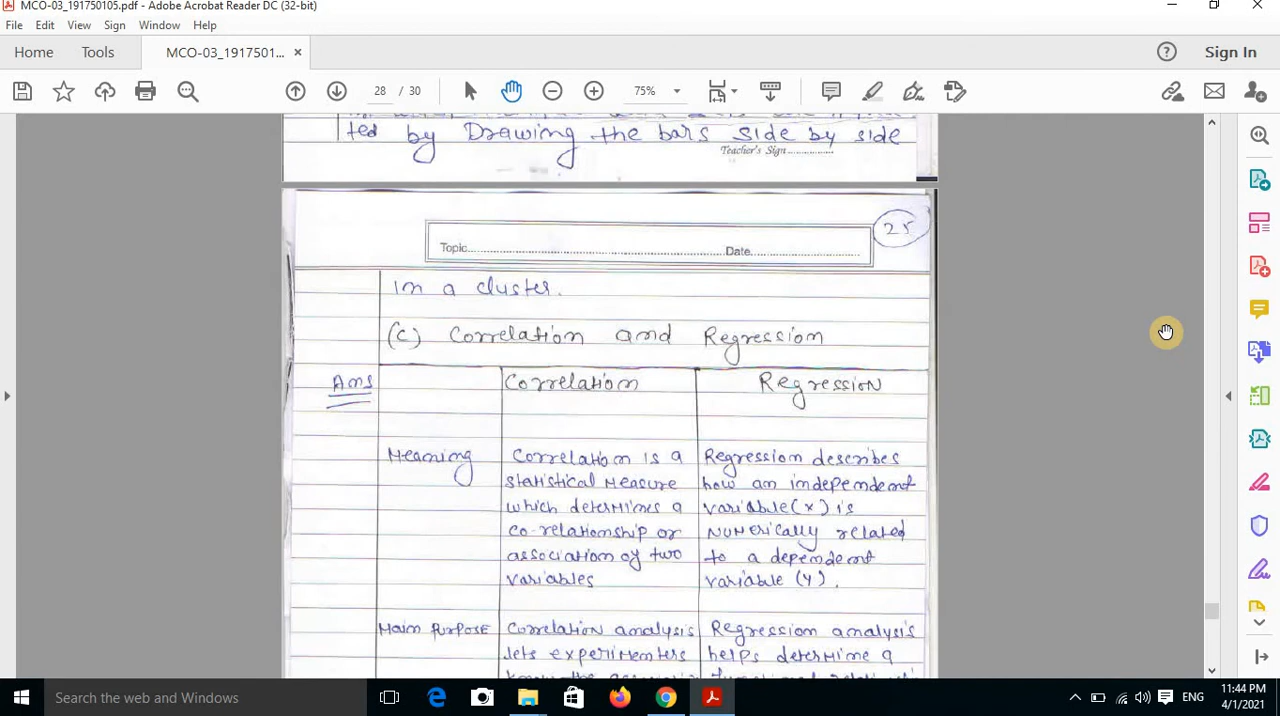 MCO-03_191750105.pdf - Adobe Acrobat Reader DC (32-bit)
File Edit View Sign Window Help
Home Tools MCO-03_1917501... × Sign In
28 / 30 75%
ted by Drawing the bars side by side
Teacher's Sign
25
Topic Date
in a cluster.
(c) Correlation and Regression
Ans Correlation Regression
Meaning Correlation is a Regression describes
statistical measure how an independent
which determines a variable (x) is
co-relationship or numerically related
association of two to a dependent
variables variable (y).
Main purpose Correlation analysis Regression analysis
lets experimenters helps determine a
Search the web and Windows
ENG
11:44 PM
4/1/2021